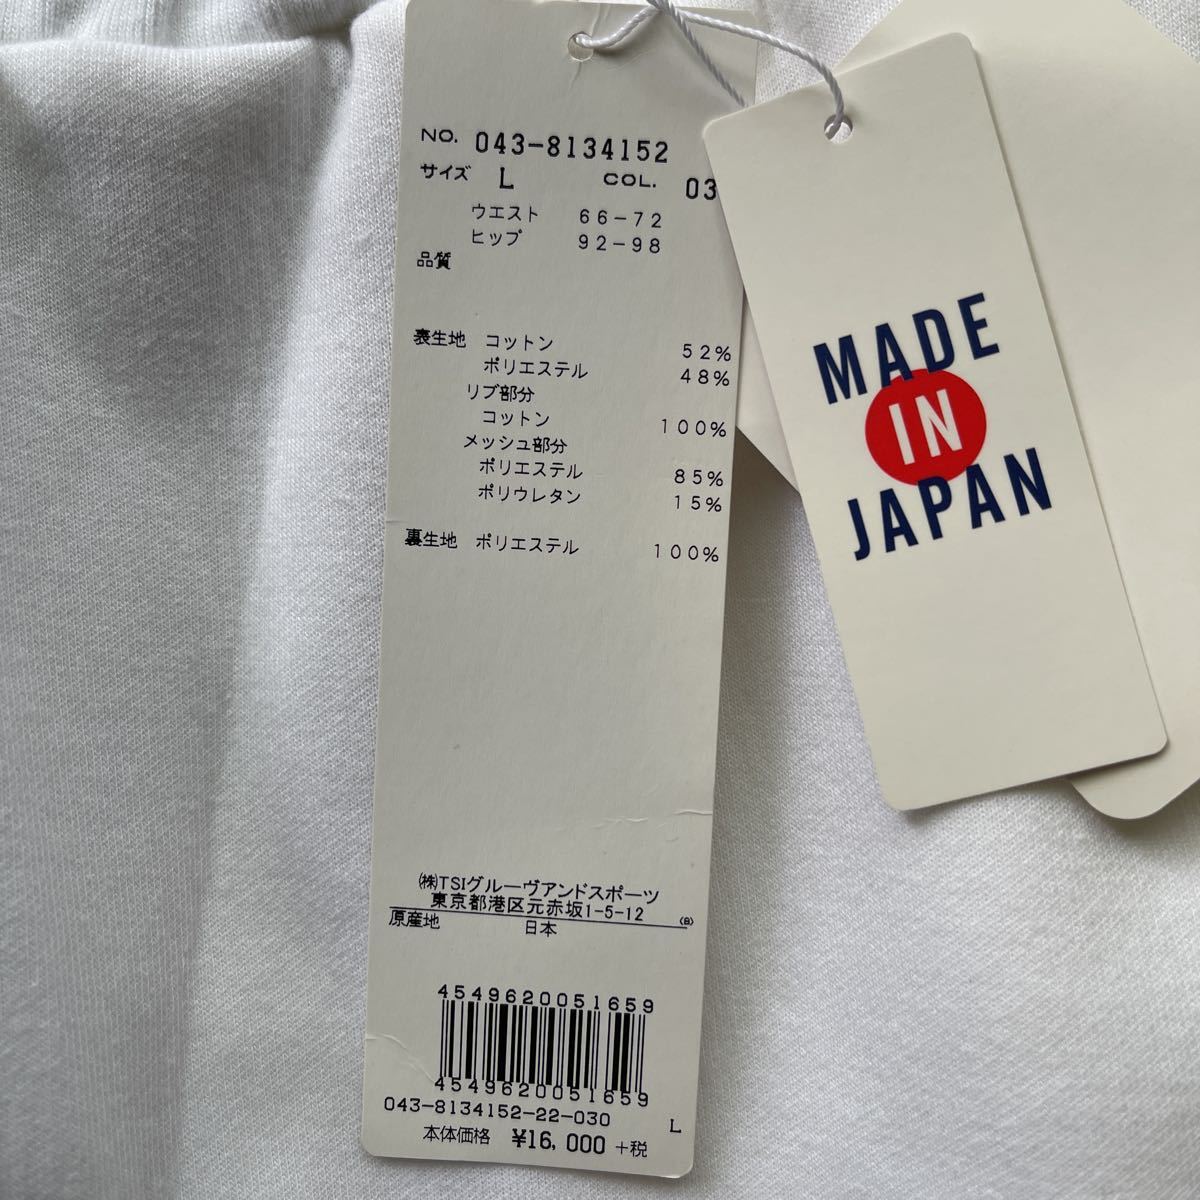 NO. 043-8134152
サイズ L COL. 03
ウエスト 66-72
ヒップ 92-98
品質
表生地 コットン 52%
ポリエステル 48%
リブ部分
コットン 100%
メッシュ部分
ポリエステル 85%
ポリウレタン 15%
裏生地 ポリエステル 100%
㈱TSIグルーヴアンドスポーツ
東京都港区元赤坂1-5-12
(B)
原産地 日本
4549620051659
4549620051659
043-8134152-22-030 L
本体価格 ¥16,000 +税
MADE
IN
JAPAN